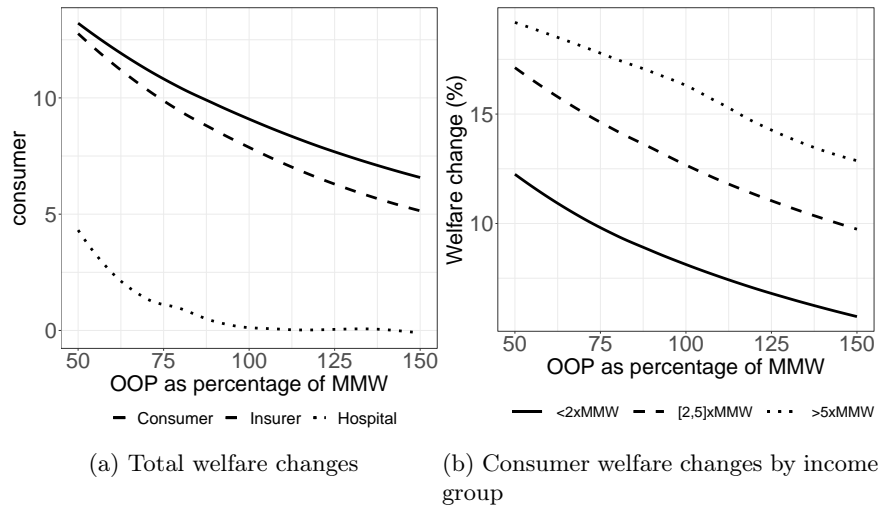 consumer
10
5
0
50
75
100
125
150
OOP as percentage of MMW
Consumer Insurer Hospital
(a) Total welfare changes
Welfare change (%)
15
10
50
75
100
125
150
OOP as percentage of MMW
<2xMMW [2,5]xMMW >5xMMW
(b) Consumer welfare changes by income
group